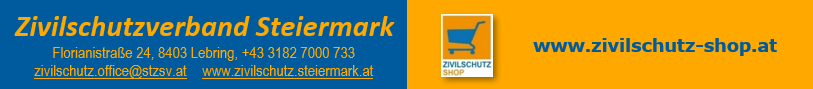 Zivilschutzverband Steiermark
Florianistraße 24, 8403 Lebring, +43 3182 7000 733
zivilschutz.office@stzsv.at www.zivilschutz.steiermark.at
ZIVILSCHUTZ
SHOP
www.zivilschutz-shop.at